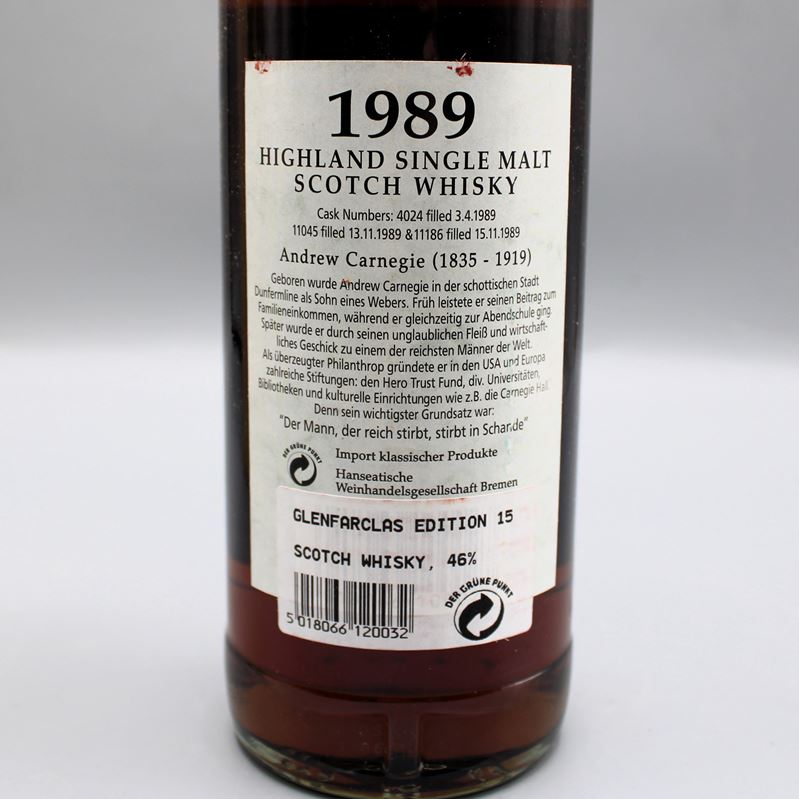 1989
HIGHLAND SINGLE MALT
SCOTCH WHISKY
Cask Numbers: 4024 filled 3.4.1989
11045 filled 13.11.1989 &11186 filled 15.11.1989
Andrew Carnegie (1835 - 1919)
Geboren wurde Andrew Carnegie in der schottischen Stadt
Dunfermline als Sohn eines Webers. Früh leistete er seinen Beitrag zum
Familieneinkommen, während er gleichzeitig zur Abendschule ging.
Später wurde er durch seinen unglaublichen Fleiß und wirtschaft-
liches Geschick zu einem der reichsten Männer der Welt.
Als überzeugter Philanthrop gründete er in den USA und Europa
zahlreiche Stiftungen: den Hero Trust Fund, div. Universitäten,
Bibliotheken und kulturelle Einrichtungen wie z.B. die Carnegie Hall.
Denn sein wichtigster Grundsatz war:
"Der Mann, der reich stirbt, stirbt in Schande"
DER GRÜNE PUNKT
Import klassischer Produkte
Hanseatische
Weinhandelsgesellschaft Bremen
GLENFARCLAS EDITION 15
SCOTCH WHISKY, 46%
DER GRÜNE PUNKT
5 018066 120032